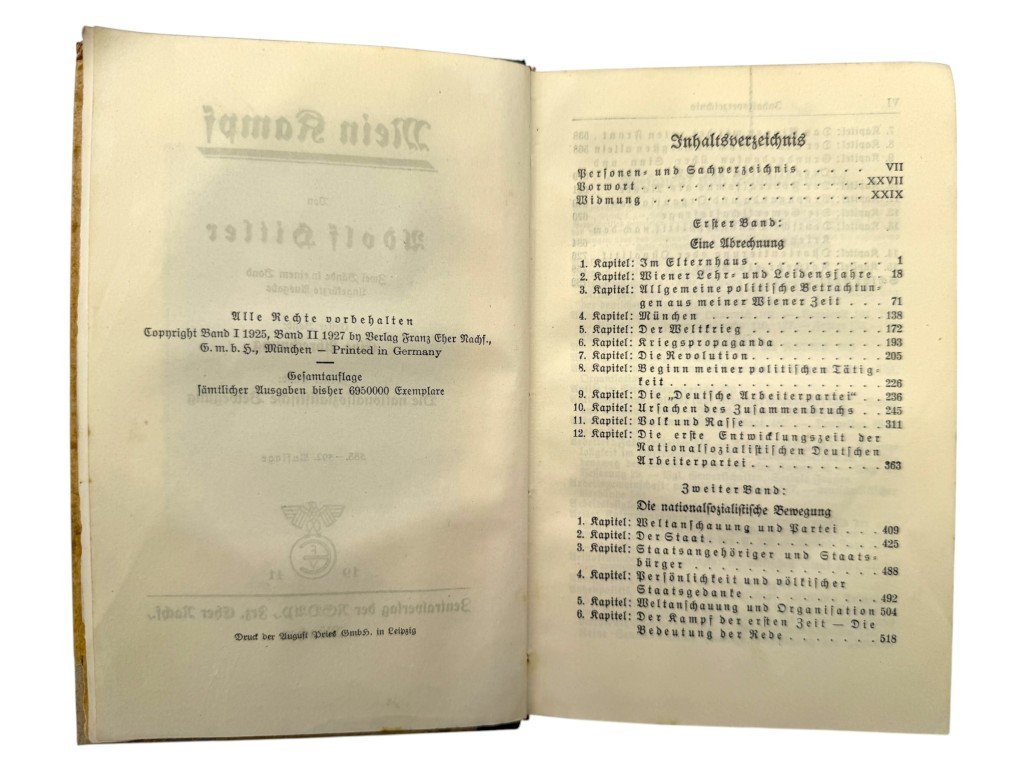 Alle Rechte vorbehalten
Copyright Band I 1925, Band II 1927 by Verlag Franz Eher Nachf.,
G. m. b. H., München — Printed in Germany
Gesamtauflage
sämtlicher Ausgaben bisher 6950000 Exemplare
Druck der August Pries GmbH. in Leipzig
Inhaltsverzeichnis
Personen- und Sachverzeichnis . . . . . VII
Vorwort . . . . . . . . . . . . . . . . XXVII
Widmung . . . . . . . . . . . . . . . . XXIX
Erster Band:
Eine Abrechnung
1. Kapitel: Im Elternhaus . . . . . . . . . . 1
2. Kapitel: Wiener Lehr- und Leidensjahre . 18
3. Kapitel: Allgemeine politische Betrachtun-
gen aus meiner Wiener Zeit . . . 71
4. Kapitel: München . . . . . . . . . . . . 138
5. Kapitel: Der Weltkrieg . . . . . . . . . 172
6. Kapitel: Kriegspropaganda . . . . . . . 193
7. Kapitel: Die Revolution . . . . . . . . . 205
8. Kapitel: Beginn meiner politischen Tätig-
keit . . . . . . . . . . . . . . 226
9. Kapitel: Die „Deutsche Arbeiterpartei“ . . 236
10. Kapitel: Ursachen des Zusammenbruchs . . 245
11. Kapitel: Volk und Rasse . . . . . . . . . 311
12. Kapitel: Die erste Entwicklungszeit der
Nationalsozialistischen Deutschen
Arbeiterpartei . . . . . . . . . 363
Zweiter Band:
Die nationalsozialistische Bewegung
1. Kapitel: Weltanschauung und Partei . . . 409
2. Kapitel: Der Staat . . . . . . . . . . . . 425
3. Kapitel: Staatsangehöriger und Staats-
bürger . . . . . . . . . . . . . 488
4. Kapitel: Persönlichkeit und völkischer
Staatsgedanke . . . . . . . . . 492
5. Kapitel: Weltanschauung und Organisation 504
6. Kapitel: Der Kampf der ersten Zeit — Die
Bedeutung der Rede . . . . . . . 518